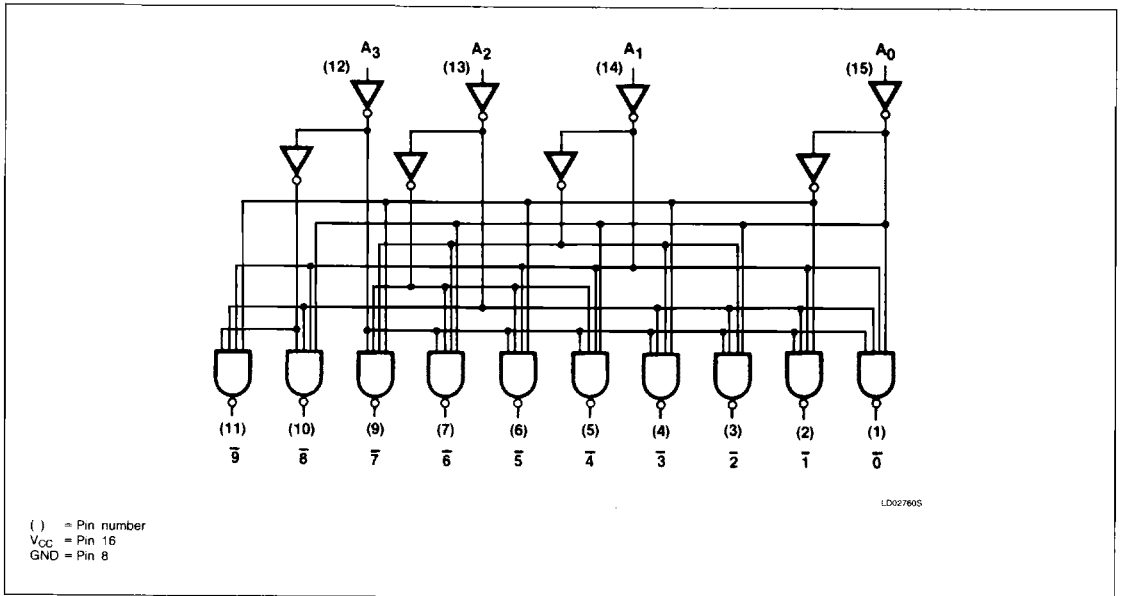 A3 A2 A1 A0
(12) (13) (14) (15)
(11) (10) (9) (7) (6) (5) (4) (3) (2) (1)
9̅ 8̅ 7̅ 6̅ 5̅ 4̅ 3̅ 2̅ 1̅ 0̅
LD02760S
( ) = Pin number
VCC = Pin 16
GND = Pin 8